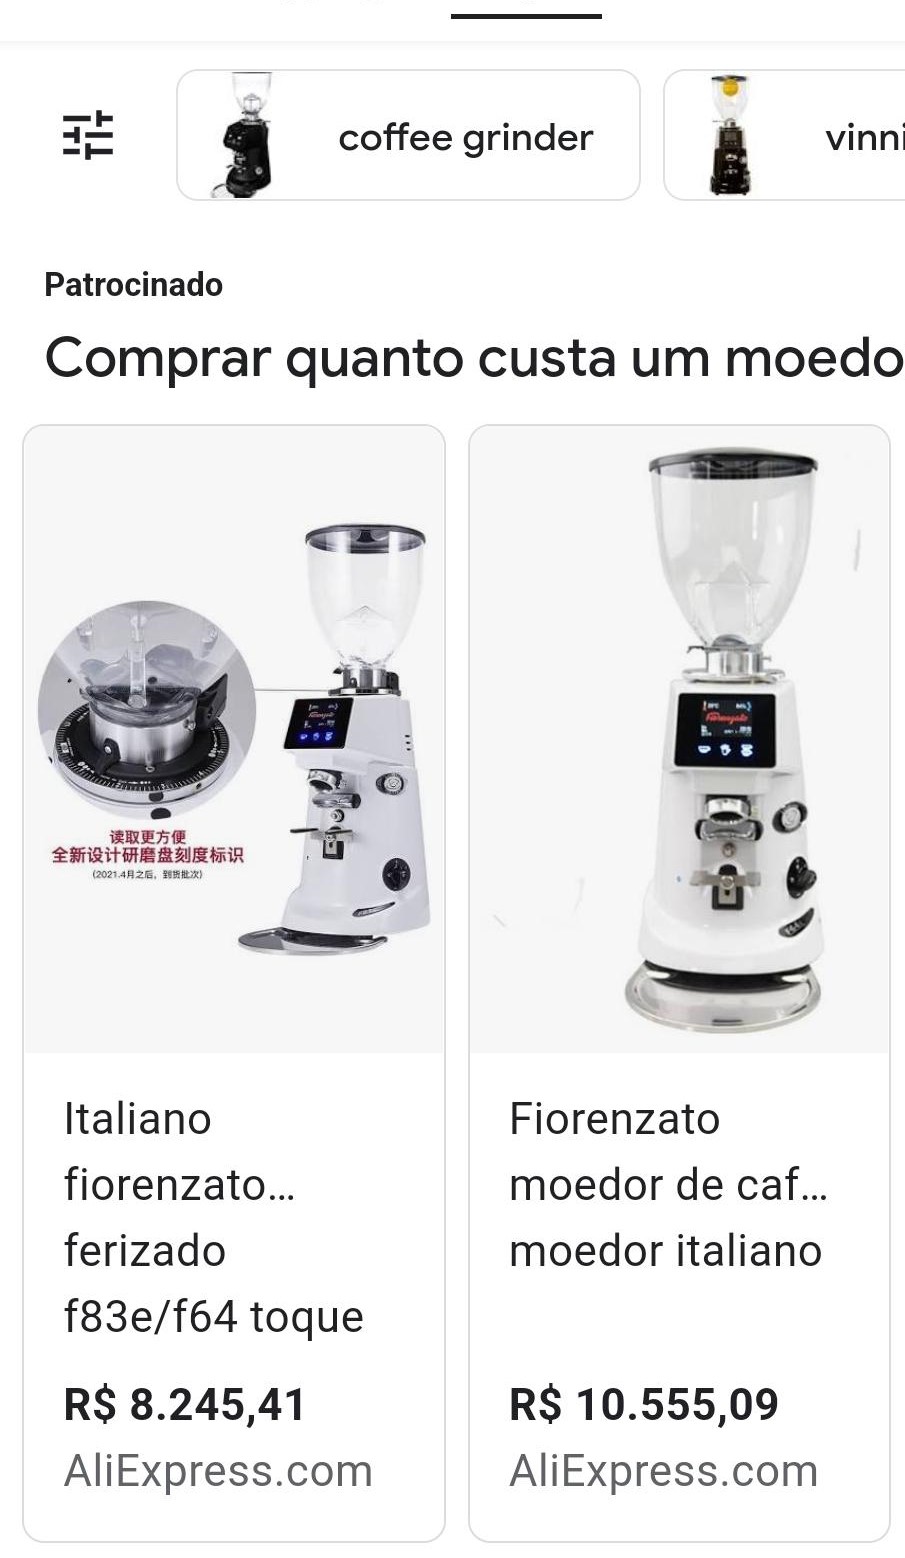 coffee grinder
vinni
Patrocinado
Comprar quanto custa um moedo
Fiorenzato
读取更方便
全新设计研磨盘刻度标识
(2021.4月之后，到货批次)
Fiorenzato
Italiano
fiorenzato...
ferizado
f83e/f64 toque
R$ 8.245,41
AliExpress.com
Fiorenzato
moedor de caf...
moedor italiano
R$ 10.555,09
AliExpress.com